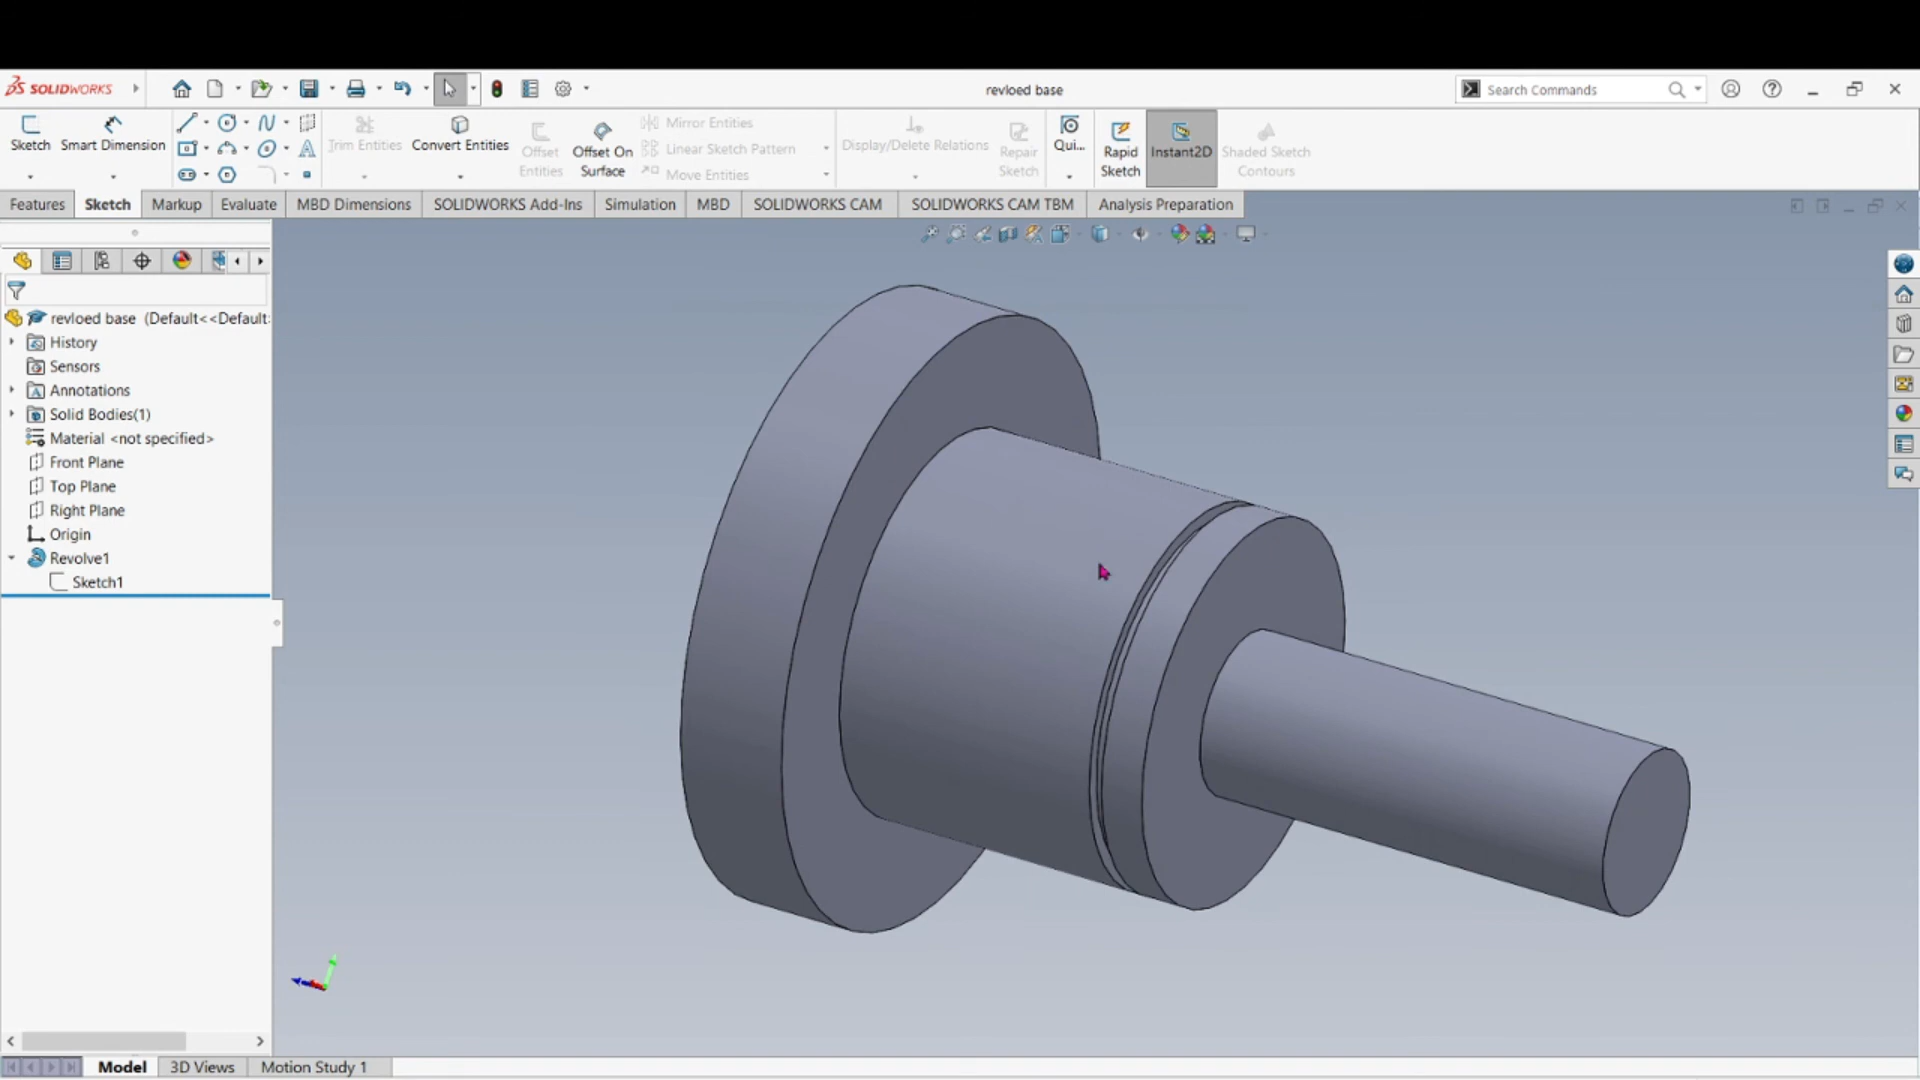 SOLIDWORKS
revloed base
Search Commands
Sketch
Smart Dimension
Trim Entities
Convert Entities
Offset Entities
Offset On Surface
Mirror Entities
Linear Sketch Pattern
Move Entities
Display/Delete Relations
Repair Sketch
Qui...
Rapid Sketch
Instant2D
Shaded Sketch Contours
Features
Sketch
Markup
Evaluate
MBD Dimensions
SOLIDWORKS Add-Ins
Simulation
MBD
SOLIDWORKS CAM
SOLIDWORKS CAM TBM
Analysis Preparation
revloed base (Default<<Default:
History
Sensors
Annotations
Solid Bodies(1)
Material <not specified>
Front Plane
Top Plane
Right Plane
Origin
Revolve1
Sketch1
Model
3D Views
Motion Study 1